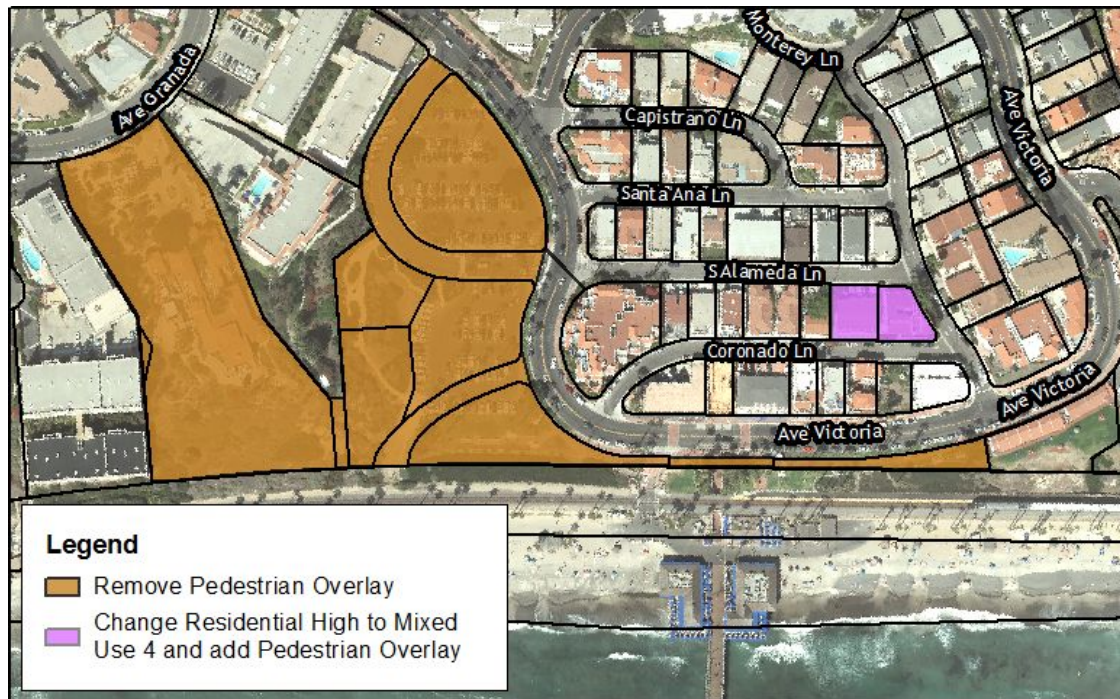 Ave Granada
Monterey Ln
Capistrano Ln
Ave Victoria
Santa Ana Ln
S Alameda Ln
Coronado Ln
Ave Victoria
Ave Victoria
Legend
Remove Pedestrian Overlay
Change Residential High to Mixed
Use 4 and add Pedestrian Overlay